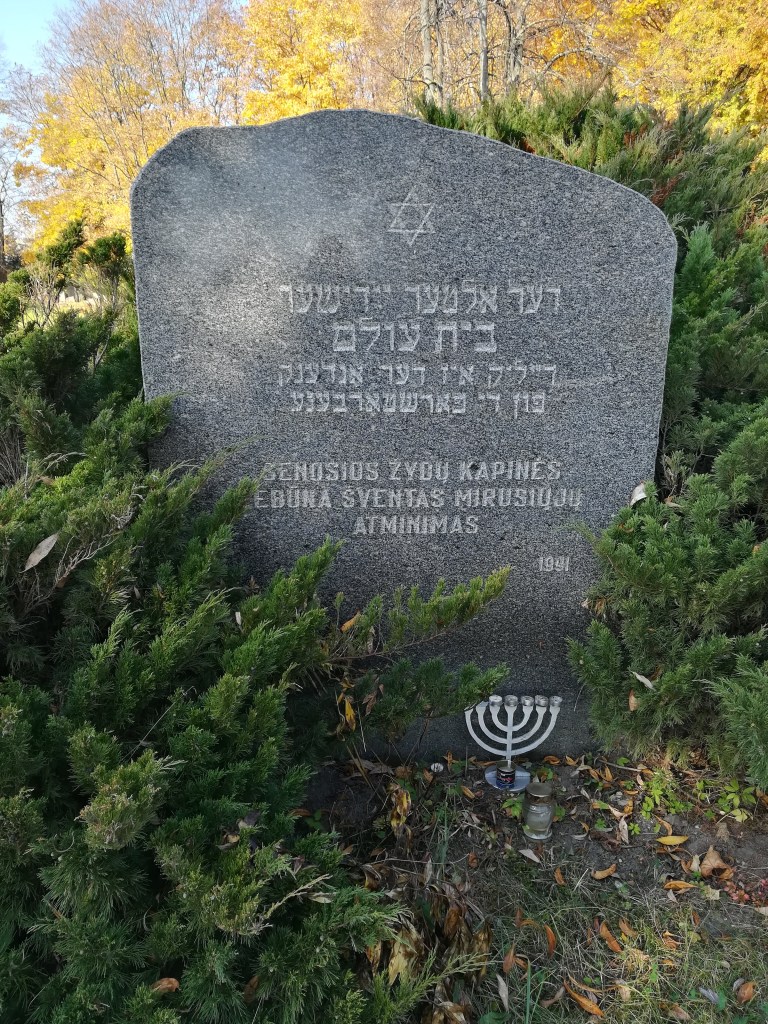 דער אלטער יידישער
בית עולם
הייליק איז דער אנדענק
פון די פארשטארבענע
SENOSIOS ŽYDŲ KAPINĖS
EBŪNA ŠVENTAS MIRUSIŲJŲ
ATMINIMAS
1991